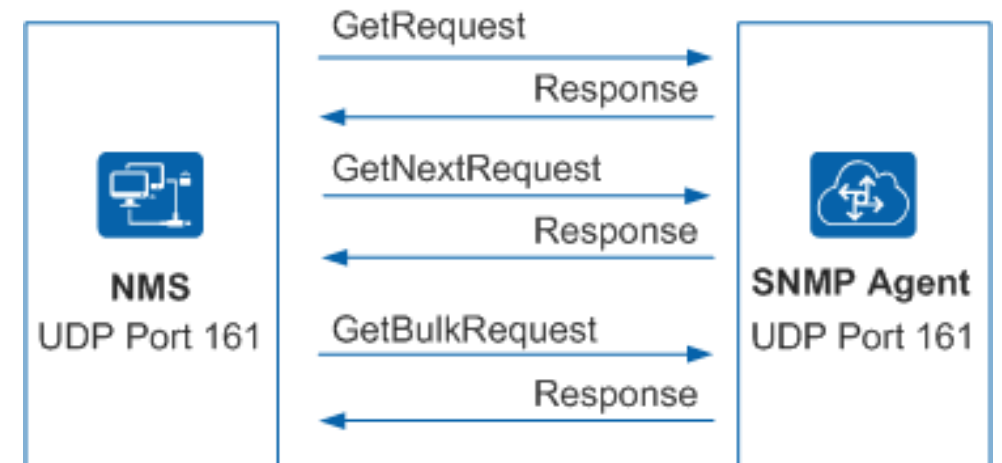 GetRequest
Response
GetNextRequest
Response
GetBulkRequest
Response
NMS
UDP Port 161
SNMP Agent
UDP Port 161